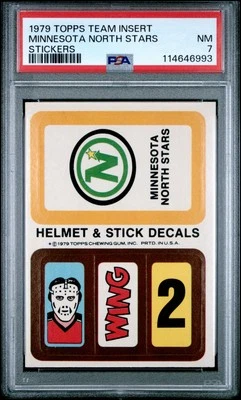 1979 TOPPS TEAM INSERT
MINNESOTA NORTH STARS
STICKERS
NM
7
PSA
114646993
N
MINNESOTA
NORTH STARS
HELMET & STICK DECALS
©1979 TOPPS CHEWING GUM, INC. PRTD. IN U.S.A.
WING
2